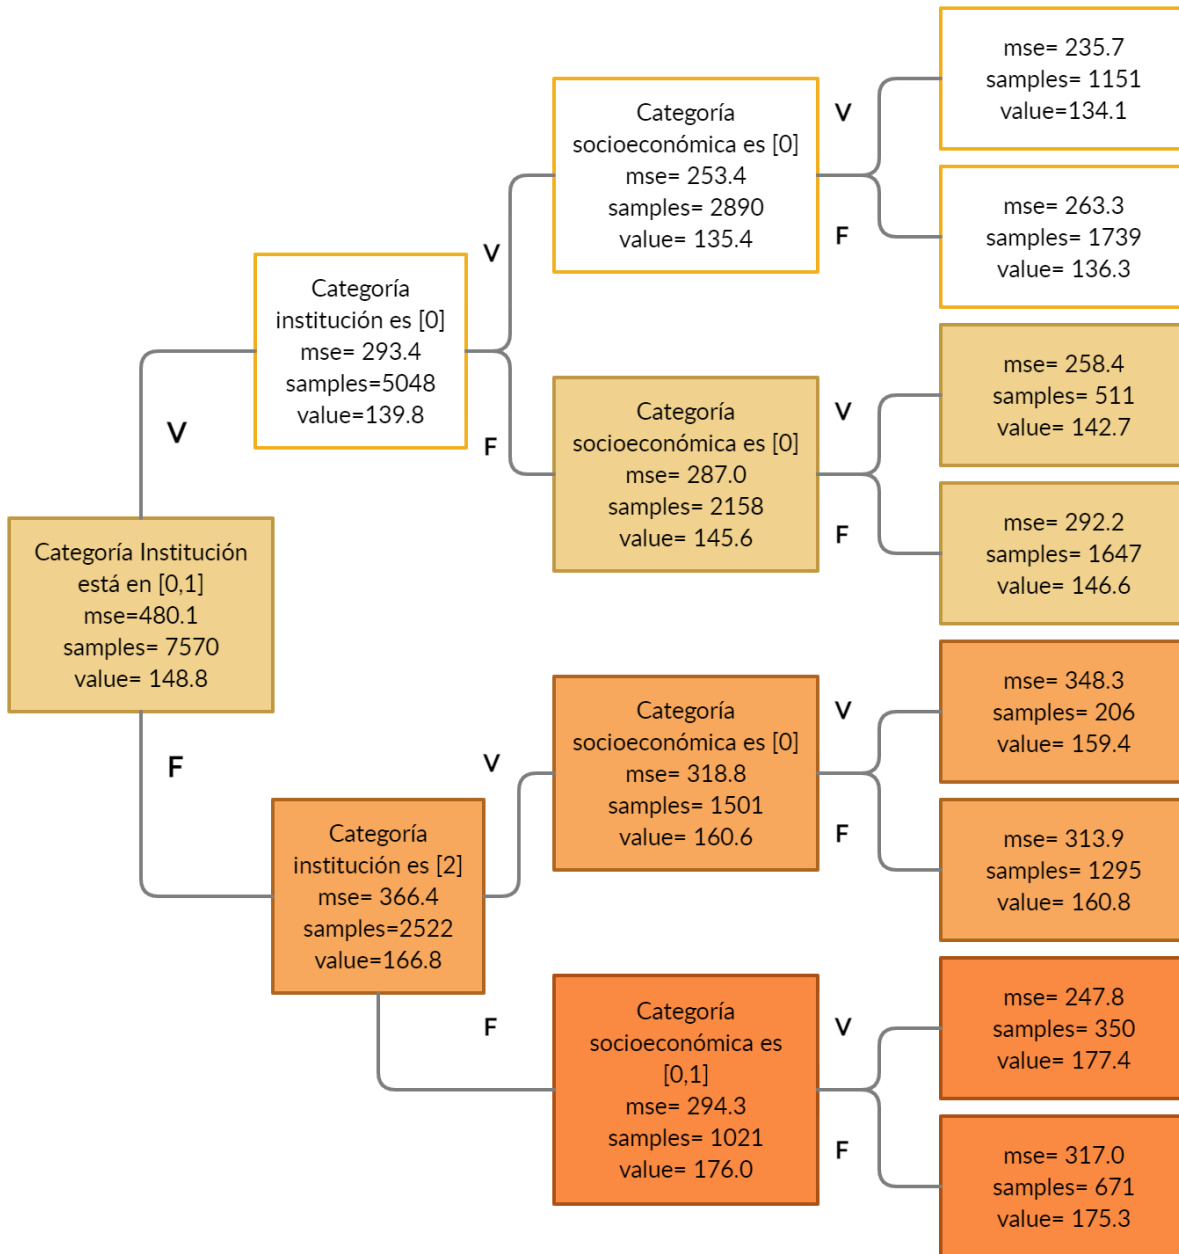 Categoría Institución
está en [0,1]
mse=480.1
samples= 7570
value= 148.8
V
F
Categoría
institución es [0]
mse= 293.4
samples=5048
value=139.8
V
F
Categoría
institución es [2]
mse= 366.4
samples=2522
value=166.8
V
F
Categoría
socioeconómica es [0]
mse= 253.4
samples= 2890
value= 135.4
V
F
Categoría
socioeconómica es [0]
mse= 287.0
samples= 2158
value= 145.6
V
F
Categoría
socioeconómica es [0]
mse= 318.8
samples= 1501
value= 160.6
V
F
Categoría
socioeconómica es
[0,1]
mse= 294.3
samples= 1021
value= 176.0
V
F
mse= 235.7
samples= 1151
value=134.1
mse= 263.3
samples= 1739
value= 136.3
mse= 258.4
samples= 511
value= 142.7
mse= 292.2
samples= 1647
value= 146.6
mse= 348.3
samples= 206
value= 159.4
mse= 313.9
samples= 1295
value= 160.8
mse= 247.8
samples= 350
value= 177.4
mse= 317.0
samples= 671
value= 175.3